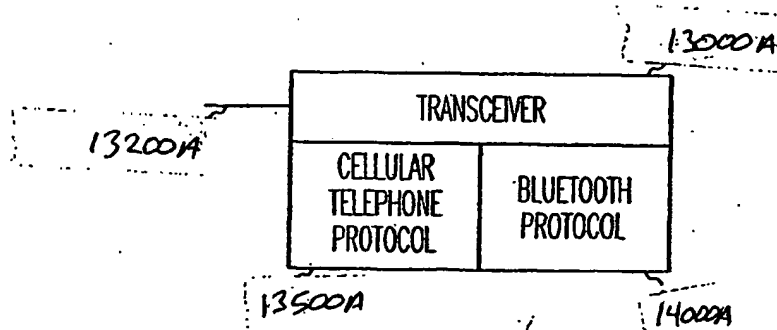 13000A
TRANSCEIVER
13200A
CELLULAR
TELEPHONE
PROTOCOL
BLUETOOTH
PROTOCOL
13500A
14000A